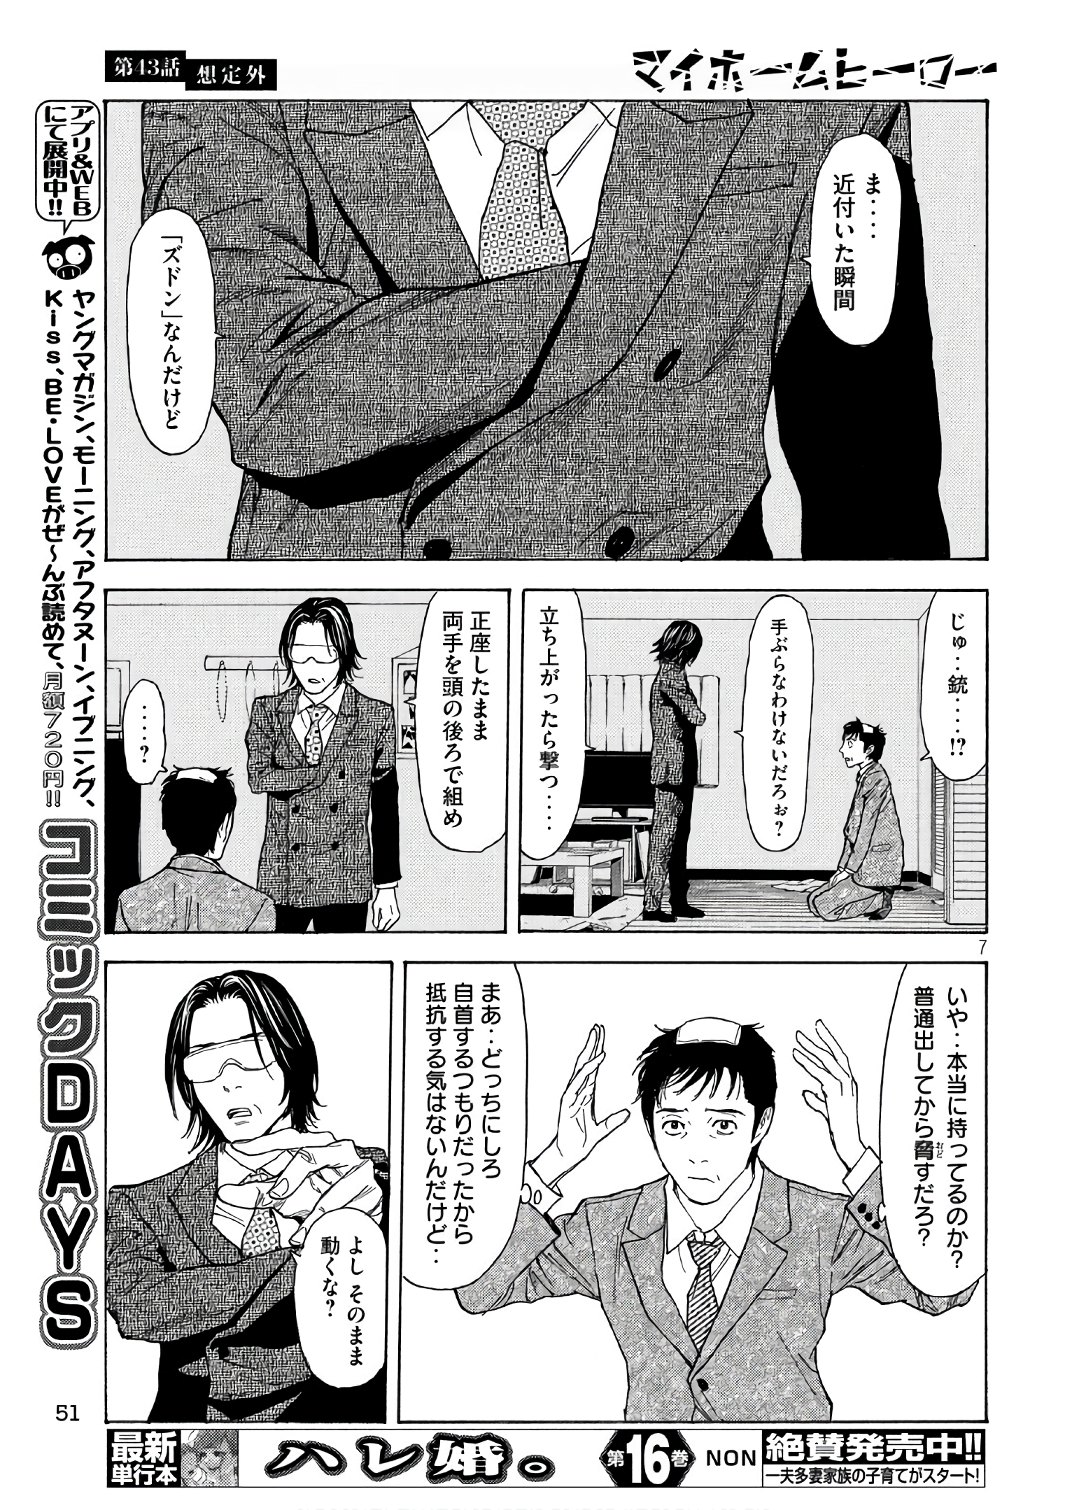 第43話
想定外
マイホームヒーロー
ま‥‥
近付いた瞬間
「ズドン」なんだけど
じゅ‥銃‥‥!?
手ぶらなわけないだろぉ?
立ち上がったら撃つ‥‥
正座したまま
両手を頭の後ろで組め
‥‥?
7
いや‥本当に持ってるのか?
普通出してから脅すだろ?
おど
まあ‥どっちにしろ
自首するつもりだったから
抵抗する気はないんだけど‥
よし そのまま
動くな?
アプリ&WEB
にて展開中!!
ヤングマガジン、モーニング、アフタヌーン、イブニング、
Kiss、BE・LOVEがぜ〜んぶ読めて、月額720円!!
コミックDAYS
51
最新
単行本
ハレ婚。
第16巻
NON
絶賛発売中!!
一夫多妻家族の子育てがスタート!